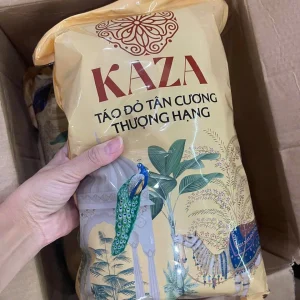 KAZA
TÁO ĐỎ TÂN CƯƠNG
THƯỢNG HẠNG